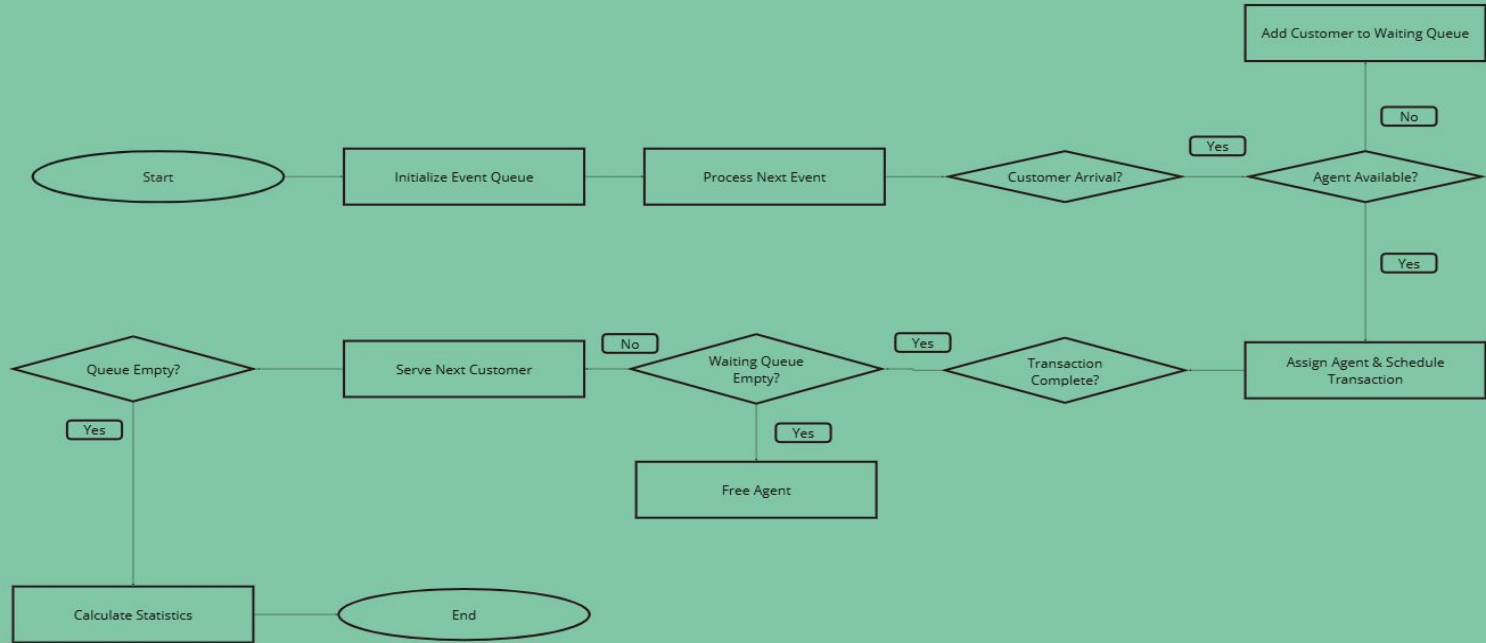 Add Customer to Waiting Queue
No
Start
Initialize Event Queue
Process Next Event
Customer Arrival?
Yes
Agent Available?
Yes
Queue Empty?
Serve Next Customer
No
Waiting Queue
Empty?
Yes
Transaction
Complete?
Assign Agent & Schedule
Transaction
Yes
Yes
Free Agent
Calculate Statistics
End